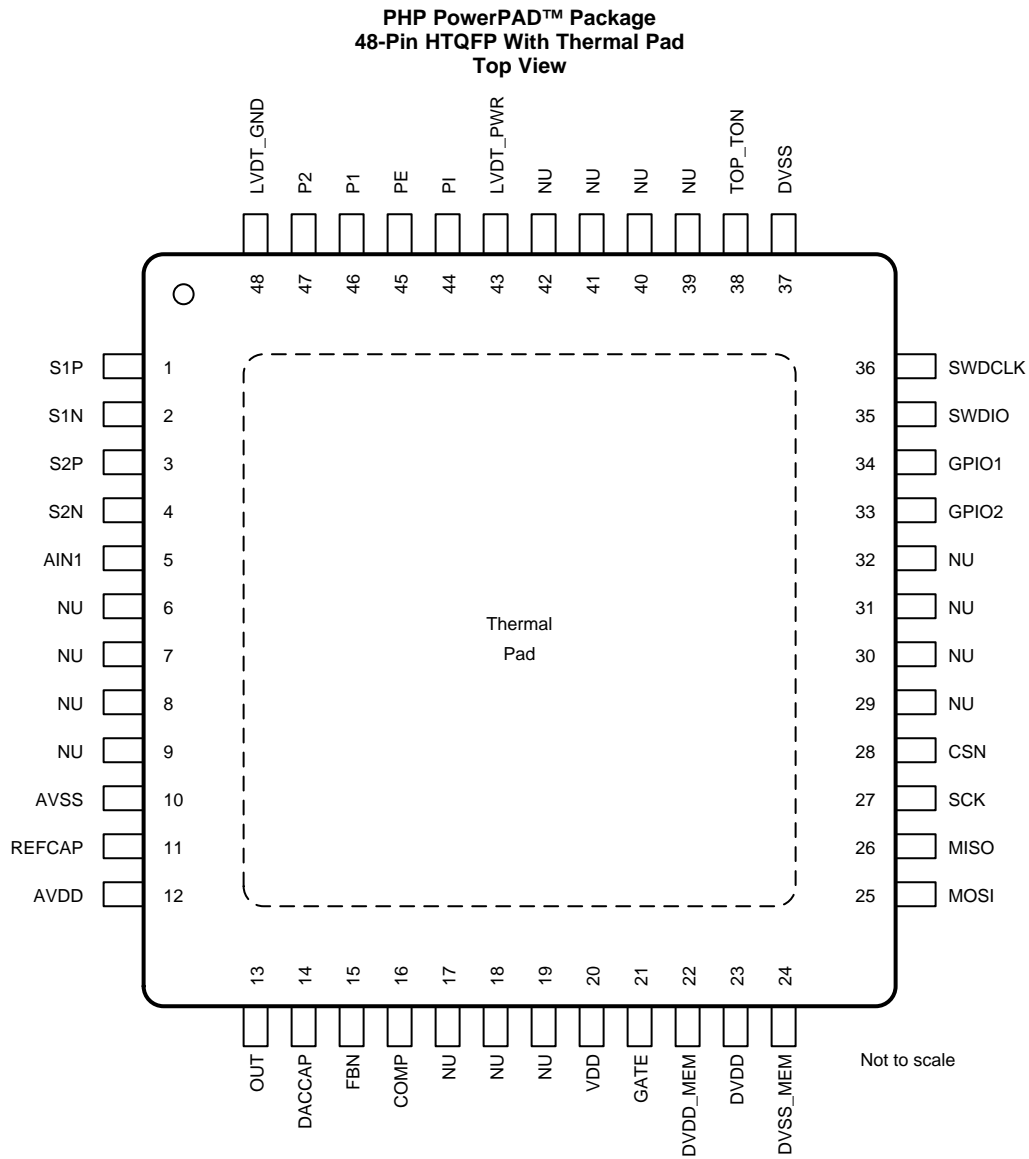 PHP PowerPAD™ Package
48-Pin HTQFP With Thermal Pad
Top View
LVDT_GND
P2
P1
PE
PI
LVDT_PWR
NU
NU
NU
NU
TOP_TON
DVSS
48
47
46
45
44
43
42
41
40
39
38
37
S1P 1
S1N 2
S2P 3
S2N 4
AIN1 5
NU 6
NU 7
NU 8
NU 9
AVSS 10
REFCAP 11
AVDD 12
Thermal
Pad
36 SWDCLK
35 SWDIO
34 GPIO1
33 GPIO2
32 NU
31 NU
30 NU
29 NU
28 CSN
27 SCK
26 MISO
25 MOSI
13
14
15
16
17
18
19
20
21
22
23
24
OUT
DACCAP
FBN
COMP
NU
NU
NU
VDD
GATE
DVDD_MEM
DVDD
DVSS_MEM
Not to scale